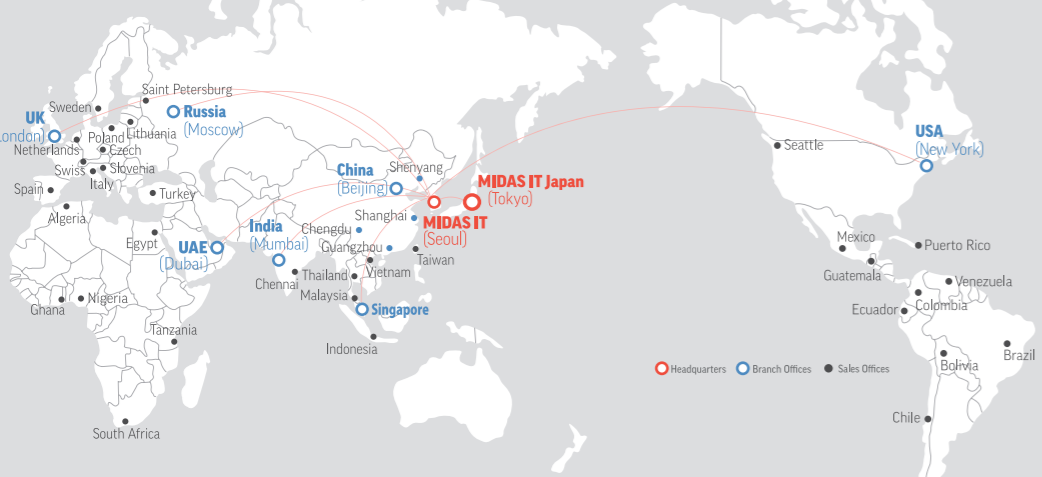 Saint Petersburg
Sweden
Russia
(Moscow)
UK
London)
Poland
Lithuania
Netherlands
Czech
Swiss
Slovenia
Italy
Spain
Turkey
Algeria
Egypt
UAE
(Dubai)
India
(Mumbai)
Chennai
China
(Beijing)
Shenyang
Shanghai
Chengdu
Guangzhou
Taiwan
Thailand
Vietnam
Malaysia
Singapore
Indonesia
MIDAS IT Japan
(Tokyo)
MIDAS IT
(Seoul)
Ghana
Nigeria
Tanzania
South Africa
USA
(New York)
Seattle
Mexico
Puerto Rico
Guatemala
Venezuela
Colombia
Ecuador
Brazil
Bolivia
Chile
Headquarters
Branch Offices
Sales Offices